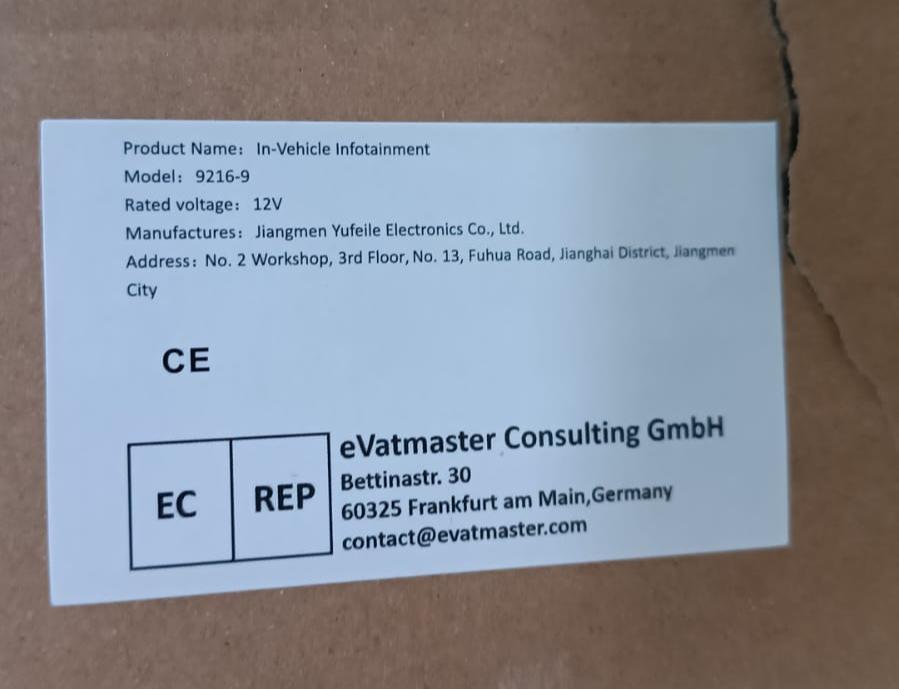 Product Name： In-Vehicle Infotainment
Model： 9216-9
Rated voltage： 12V
Manufactures： Jiangmen Yufeile Electronics Co., Ltd.
Address： No. 2 Workshop, 3rd Floor, No. 13, Fuhua Road, Jianghai District, Jiangmen
City
CE
EC REP
eVatmaster Consulting GmbH
Bettinastr. 30
60325 Frankfurt am Main,Germany
contact@evatmaster.com